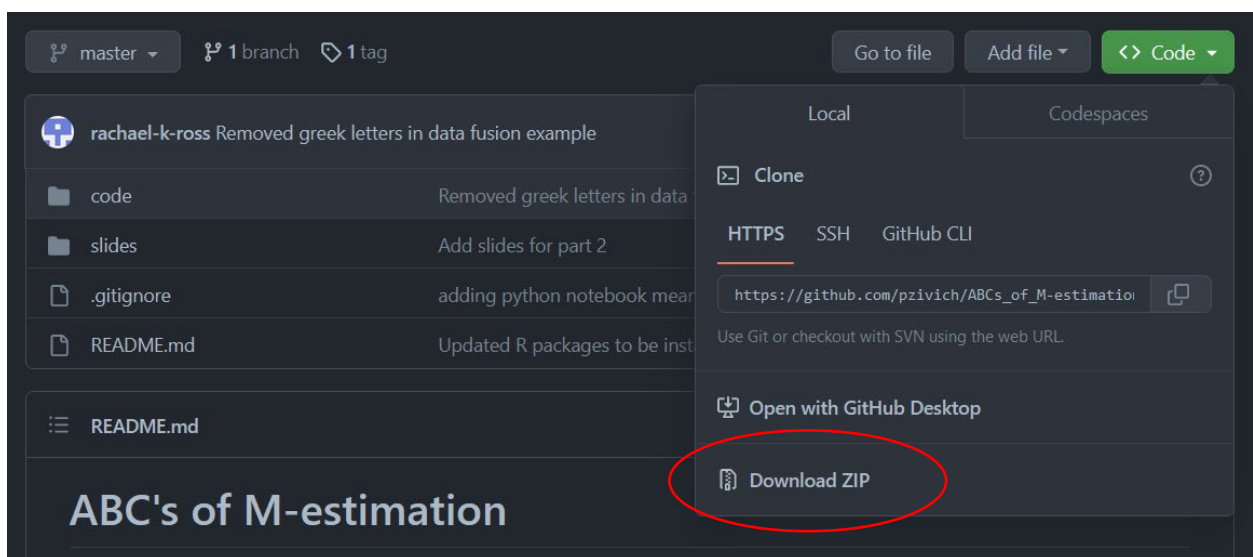 master 1 branch 1 tag Go to file Add file <> Code
Local Codespaces
rachael-k-ross Removed greek letters in data fusion example
Clone
code Removed greek letters in data
HTTPS SSH GitHub CLI
slides Add slides for part 2
https://github.com/pzivich/ABCs_of_M-estimatio
.gitignore adding python notebook mear
README.md Updated R packages to be inst
Use Git or checkout with SVN using the web URL.
Open with GitHub Desktop
README.md
Download ZIP
ABC's of M-estimation